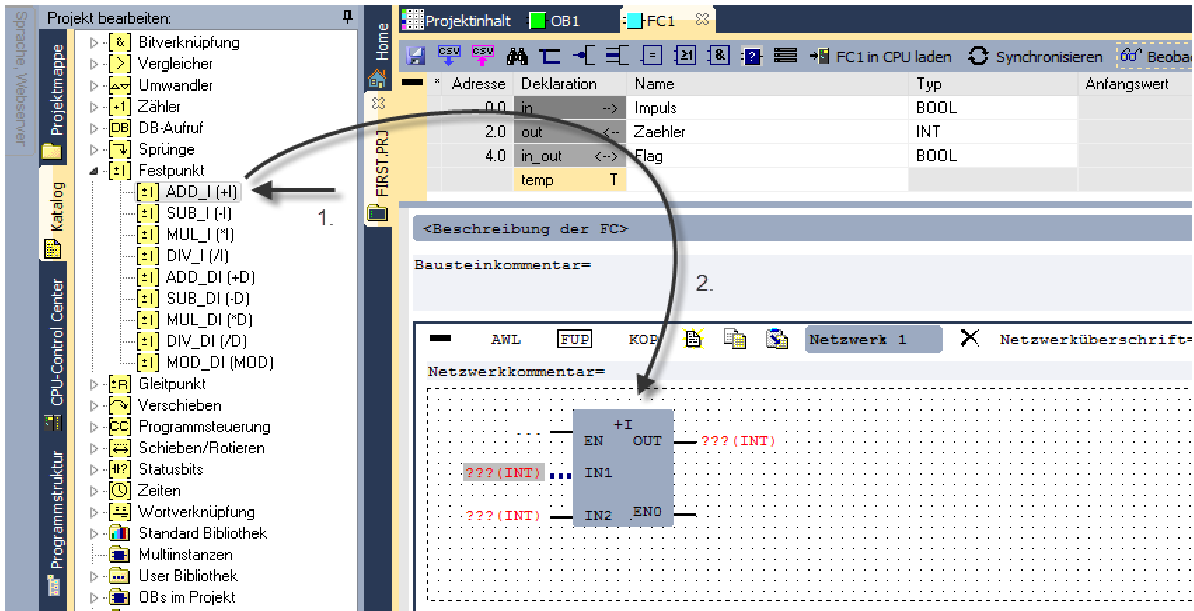 Sprache, Webserver
Projektmappe
Katalog
CPU-Control Center
Programmstruktur
Projekt bearbeiten:
Bitverknüpfung
Vergleicher
Umwandler
Zähler
DB-Aufruf
Sprünge
Festpunkt
ADD_I (+I)
SUB_I (-I)
MUL_I (*I)
DIV_I (/I)
ADD_DI (+D)
SUB_DI (-D)
MUL_DI (*D)
DIV_DI (/D)
MOD_DI (MOD)
Gleitpunkt
Verschieben
Programmsteuerung
Schieben/Rotieren
Statusbits
Zeiten
Wortverknüpfung
Standard Bibliothek
Multiinstanzen
User Bibliothek
OBs im Projekt
1.
Home
FIRST.PRJ
Projektinhalt OB1 FC1
CSV CSV FC1 in CPU laden Synchronisieren Beobac
* Adresse Deklaration Name Typ Anfangswert
0.0 in --> Impuls BOOL
2.0 out <-- Zaehler INT
4.0 in_out <--> Flag BOOL
temp T
<Beschreibung der FC>
Bausteinkommentar=
2.
AWL FUP KOP Netzwerk 1 Netzwerküberschrift=
Netzwerkkommentar=
+I
... EN OUT ???(INT)
???(INT) IN1
???(INT) IN2 ENO